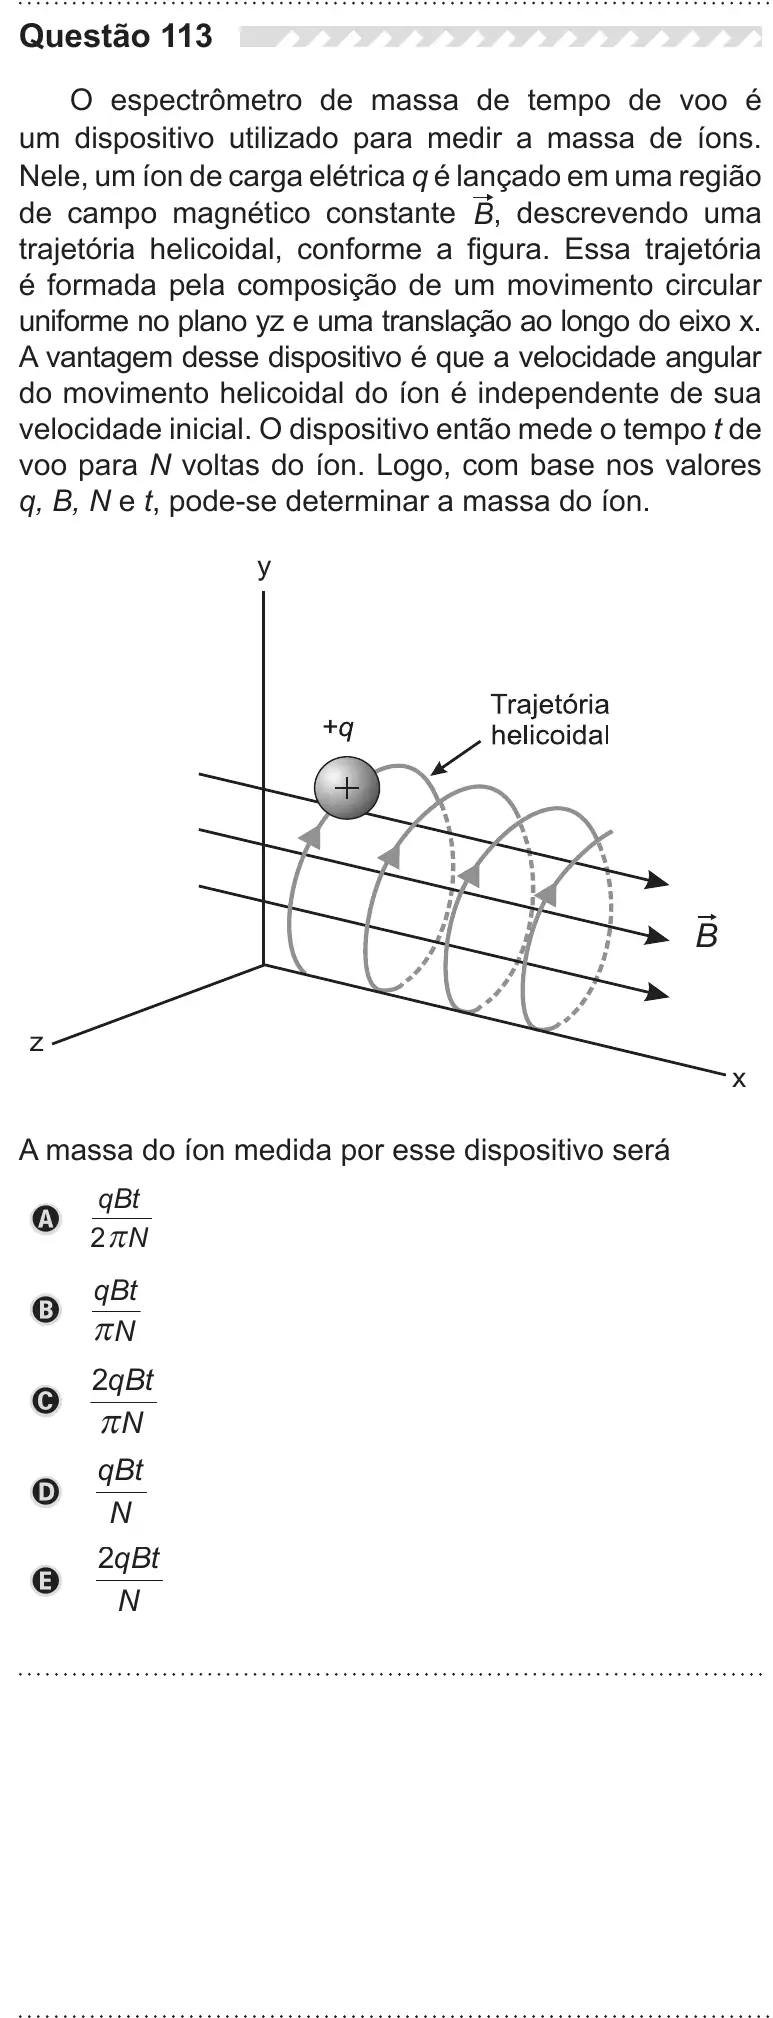 Questão 113
O espectrômetro de massa de tempo de voo é
um dispositivo utilizado para medir a massa de íons.
Nele, um íon de carga elétrica q é lançado em uma região
de campo magnético constante B⃗, descrevendo uma
trajetória helicoidal, conforme a figura. Essa trajetória
é formada pela composição de um movimento circular
uniforme no plano yz e uma translação ao longo do eixo x.
A vantagem desse dispositivo é que a velocidade angular
do movimento helicoidal do íon é independente de sua
velocidade inicial. O dispositivo então mede o tempo t de
voo para N voltas do íon. Logo, com base nos valores
q, B, N e t, pode-se determinar a massa do íon.
y
Trajetória
helicoidal
+q
+
B⃗
z
x
A massa do íon medida por esse dispositivo será
A qBt
2πN
B qBt
πN
C 2qBt
πN
D qBt
N
E 2qBt
N